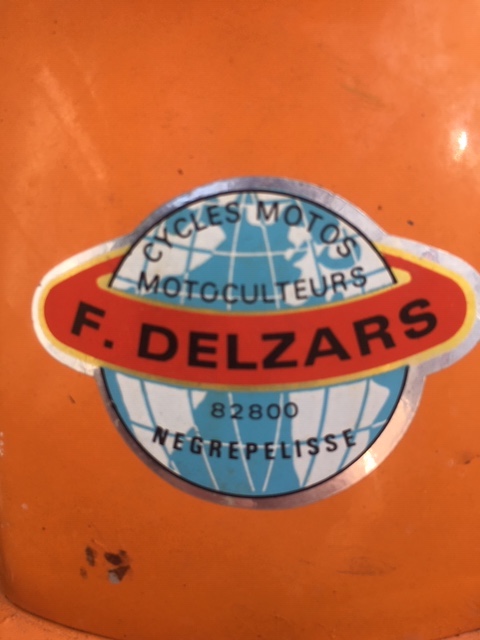 CYCLES MOTOS
MOTOCULTEURS
F. DELZARS
82800
NEGREPELISSE